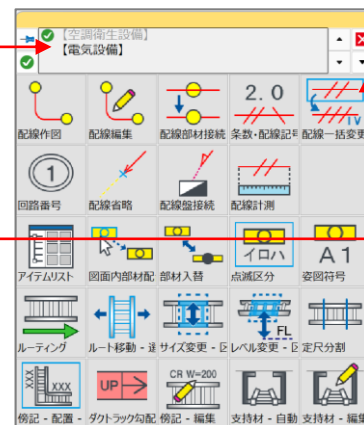 【空調衛生設備】
【電気設備】
2. 0
配線作図 配線編集 配線部材接続 条数・配線記号 配線一括変更
1
回路番号 配線省略 配線盤接続 配線計測
イロハ A 1
アイテムリスト 図面内部材配 部材入替 点滅区分 姿図符号
FL
ルーティング ルート移動 - 連 サイズ変更 - 区 レベル変更 - 区 定尺分割
XXX XXX UP CR W=200
傍記 - 配置 - ダクトラック勾配 傍記 - 編集 支持材 - 自動 支持材 - 編集